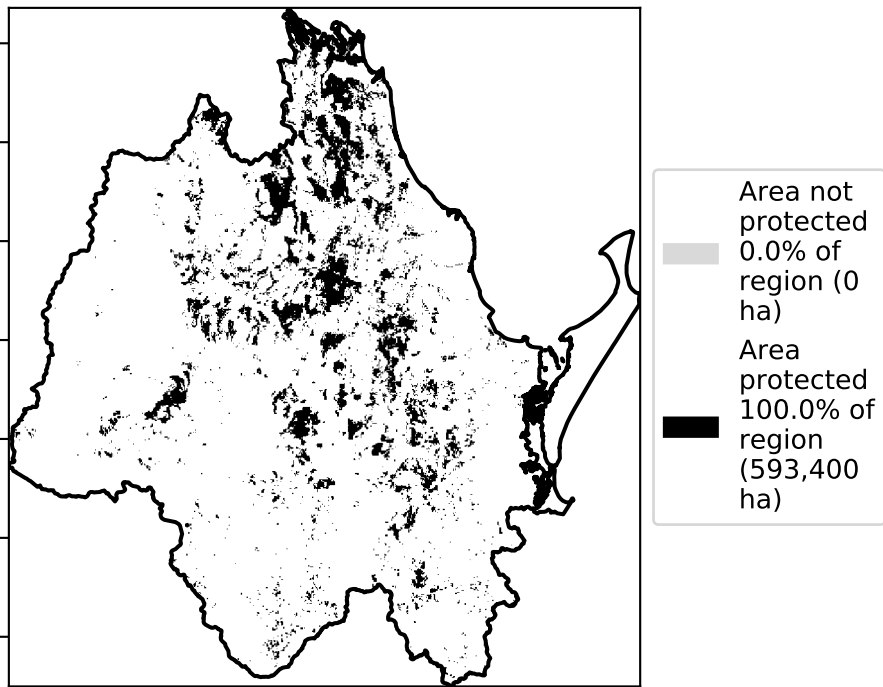 Area not
protected
0.0% of
region (0
ha)
Area
protected
100.0% of
region
(593,400
ha)